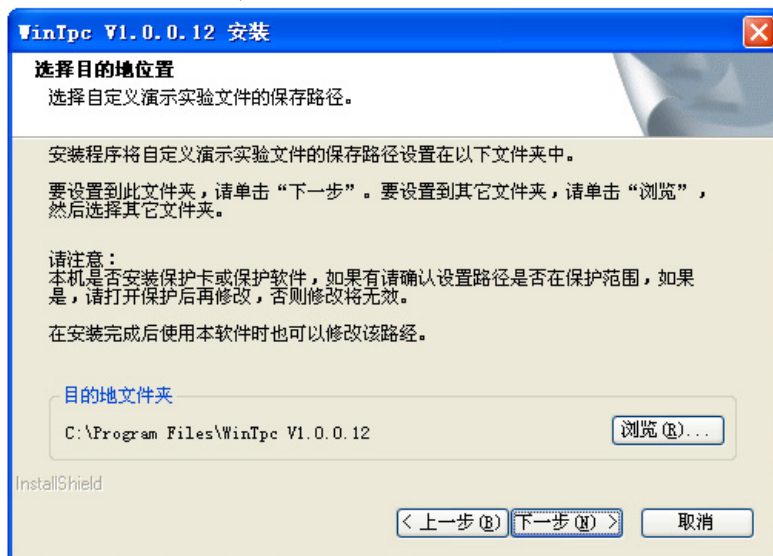 WinTpc V1.0.0.12 安装
选择目的地位置
选择自定义演示实验文件的保存路径。
安装程序将自定义演示实验文件的保存路径设置在以下文件夹中。
要设置到此文件夹，请单击“下一步”。要设置到其它文件夹，请单击“浏览”，
然后选择其它文件夹。
请注意：
本机是否安装保护卡或保护软件，如果有请确认设置路径是否在保护范围，如果
是，请打开保护后再修改，否则修改将无效。
在安装完成后使用本软件时也可以修改该路经。
目的地文件夹
C:\Program Files\WinTpc V1.0.0.12
浏览(R)...
InstallShield
< 上一步(B)
下一步(N) >
取消